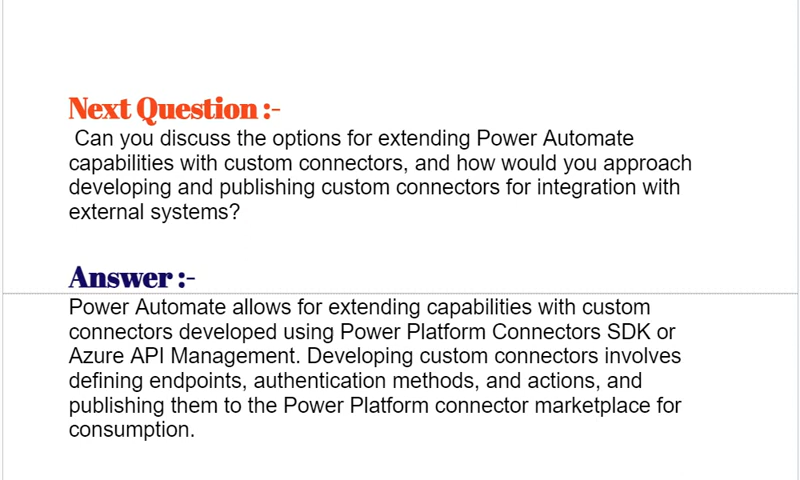 Next Question :-
Can you discuss the options for extending Power Automate
capabilities with custom connectors, and how would you approach
developing and publishing custom connectors for integration with
external systems?
Answer :-
Power Automate allows for extending capabilities with custom
connectors developed using Power Platform Connectors SDK or
Azure API Management. Developing custom connectors involves
defining endpoints, authentication methods, and actions, and
publishing them to the Power Platform connector marketplace for
consumption.